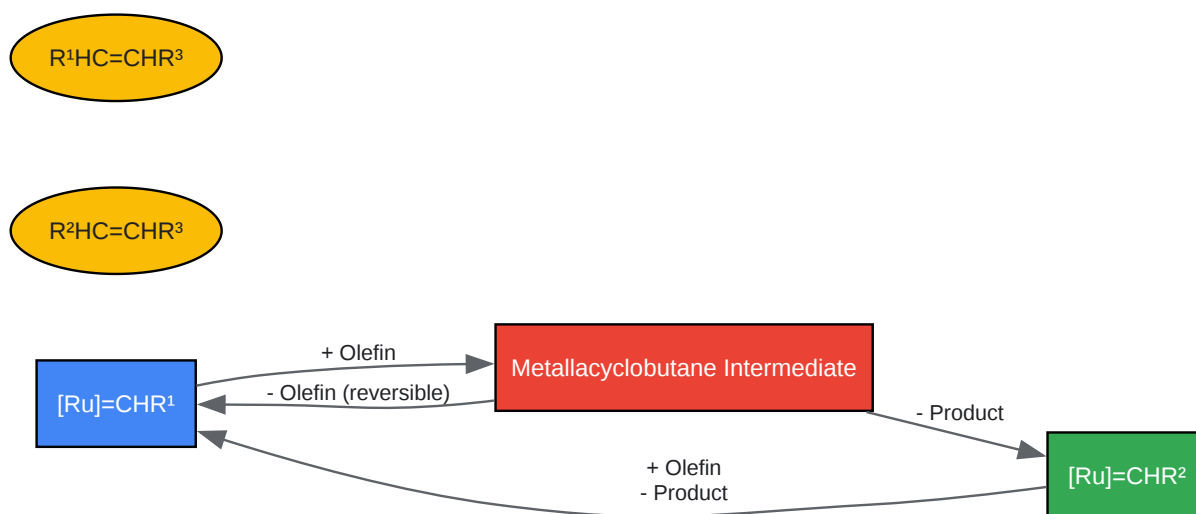 R¹HC=CHR³
R²HC=CHR³
+ Olefin
Metallacyclobutane Intermediate
- Olefin (reversible)
[Ru]=CHR¹
- Product
+ Olefin
- Product
[Ru]=CHR²